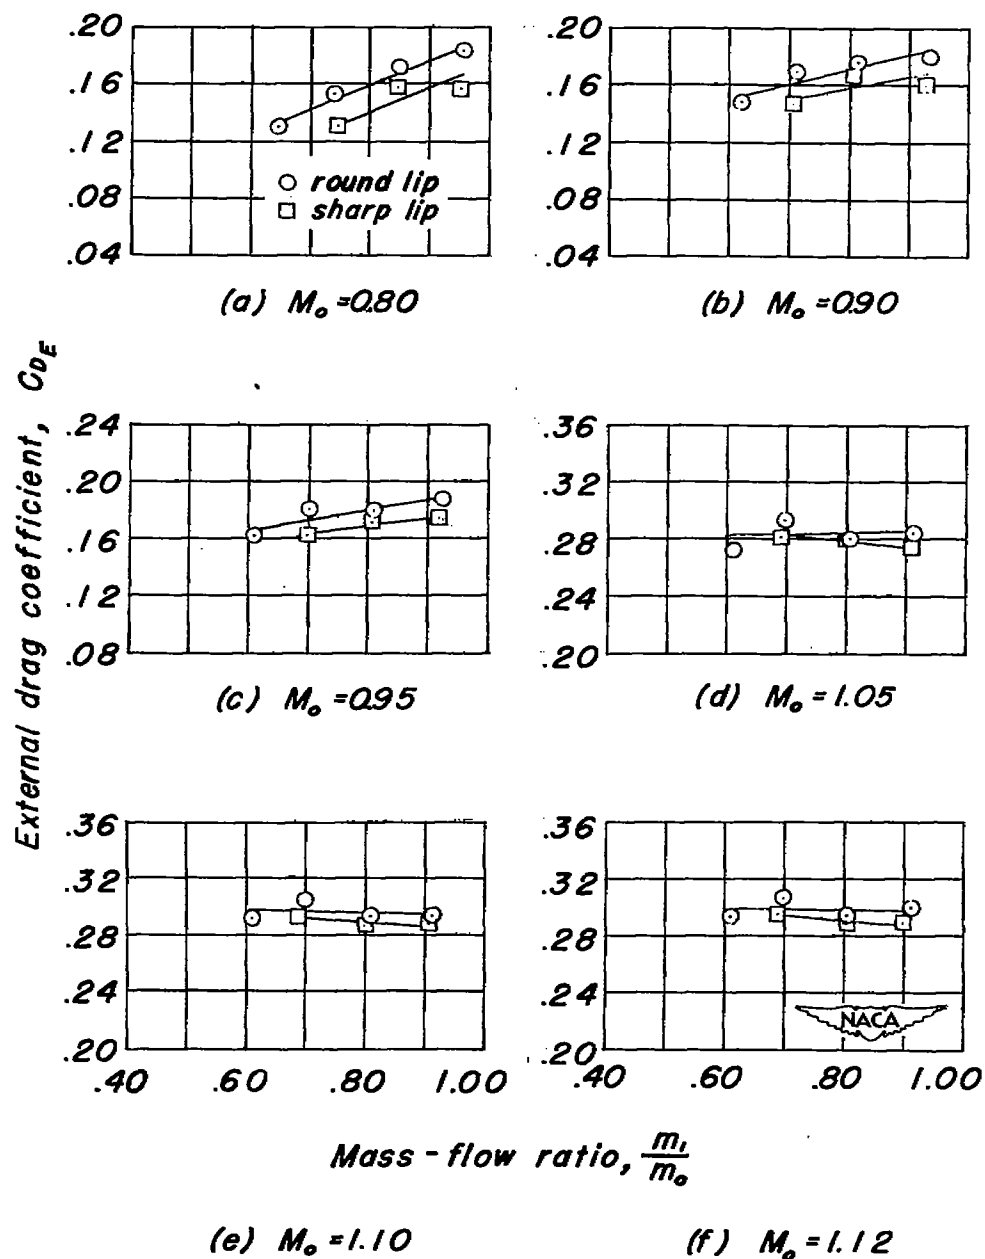 .20
.16
.12
.08
.04
round lip
sharp lip
(a) M₀ =0.80
.20
.16
.12
.08
.04
(b) M₀ =0.90
External drag coefficient, C_{D_E}
.24
.20
.16
.12
.08
(c) M₀ =0.95
.36
.32
.28
.24
.20
(d) M₀ =1.05
.36
.32
.28
.24
.20
.40 .60 .80 1.00
.36
.32
.28
.24
.20
NACA
.40 .60 .80 1.00
Mass-flow ratio, m₁/m₀
(e) M₀ =1.10
(f) M₀ =1.12